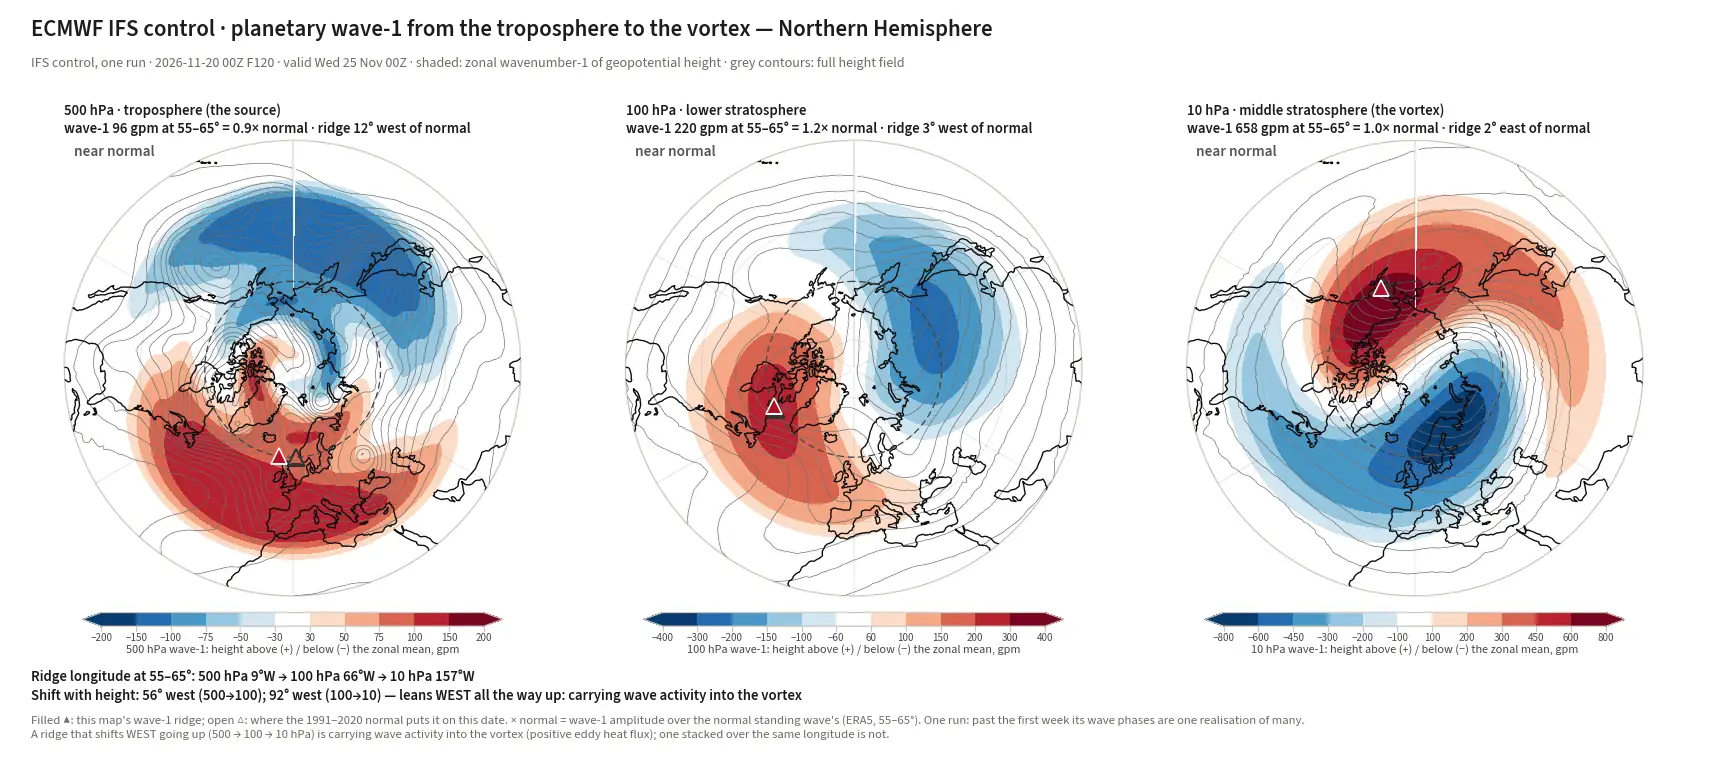 ECMWF IFS control · planetary wave-1 from the troposphere to the vortex — Northern Hemisphere
IFS control, one run · 2026-11-20 00Z F120 · valid Wed 25 Nov 00Z · shaded: zonal wavenumber-1 of geopotential height · grey contours: full height field
500 hPa · troposphere (the source)
wave-1 96 gpm at 55–65° = 0.9× normal · ridge 12° west of normal
near normal
100 hPa · lower stratosphere
wave-1 220 gpm at 55–65° = 1.2× normal · ridge 3° west of normal
near normal
10 hPa · middle stratosphere (the vortex)
wave-1 658 gpm at 55–65° = 1.0× normal · ridge 2° east of normal
near normal
−200 −150 −100 −75 −50 −30 30 50 75 100 150 200
500 hPa wave-1: height above (+) / below (−) the zonal mean, gpm
−400 −300 −200 −150 −100 −60 60 100 150 200 300 400
100 hPa wave-1: height above (+) / below (−) the zonal mean, gpm
−800 −600 −450 −300 −200 −100 100 200 300 450 600 800
10 hPa wave-1: height above (+) / below (−) the zonal mean, gpm
Ridge longitude at 55–65°: 500 hPa 9°W → 100 hPa 66°W → 10 hPa 157°W
Shift with height: 56° west (500→100); 92° west (100→10) — leans WEST all the way up: carrying wave activity into the vortex
Filled ▲: this map's wave-1 ridge; open △: where the 1991–2020 normal puts it on this date. × normal = wave-1 amplitude over the normal standing wave's (ERA5, 55–65°). One run: past the first week its wave phases are one realisation of many.
A ridge that shifts WEST going up (500 → 100 → 10 hPa) is carrying wave activity into the vortex (positive eddy heat flux); one stacked over the same longitude is not.